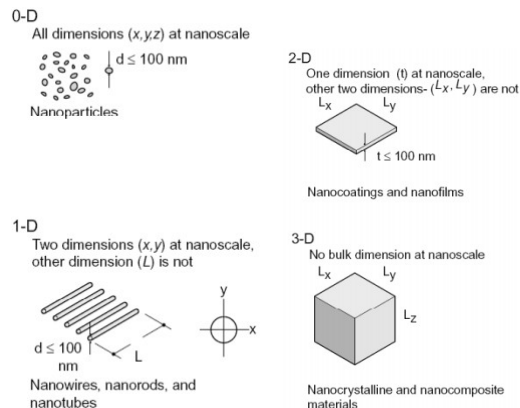 0-D
All dimensions (x,y,z) at nanoscale
d ≤ 100 nm
Nanoparticles
2-D
One dimension (t) at nanoscale,
other two dimensions- (Lx, Ly) are not
Lx Ly
t ≤ 100 nm
Nanocoatings and nanofilms
1-D
Two dimensions (x,y) at nanoscale,
other dimension (L) is not
d ≤ 100
nm
L
y
x
Nanowires, nanorods, and
nanotubes
3-D
No bulk dimension at nanoscale
Lx Ly
Lz
Nanocrystalline and nanocomposite
materials